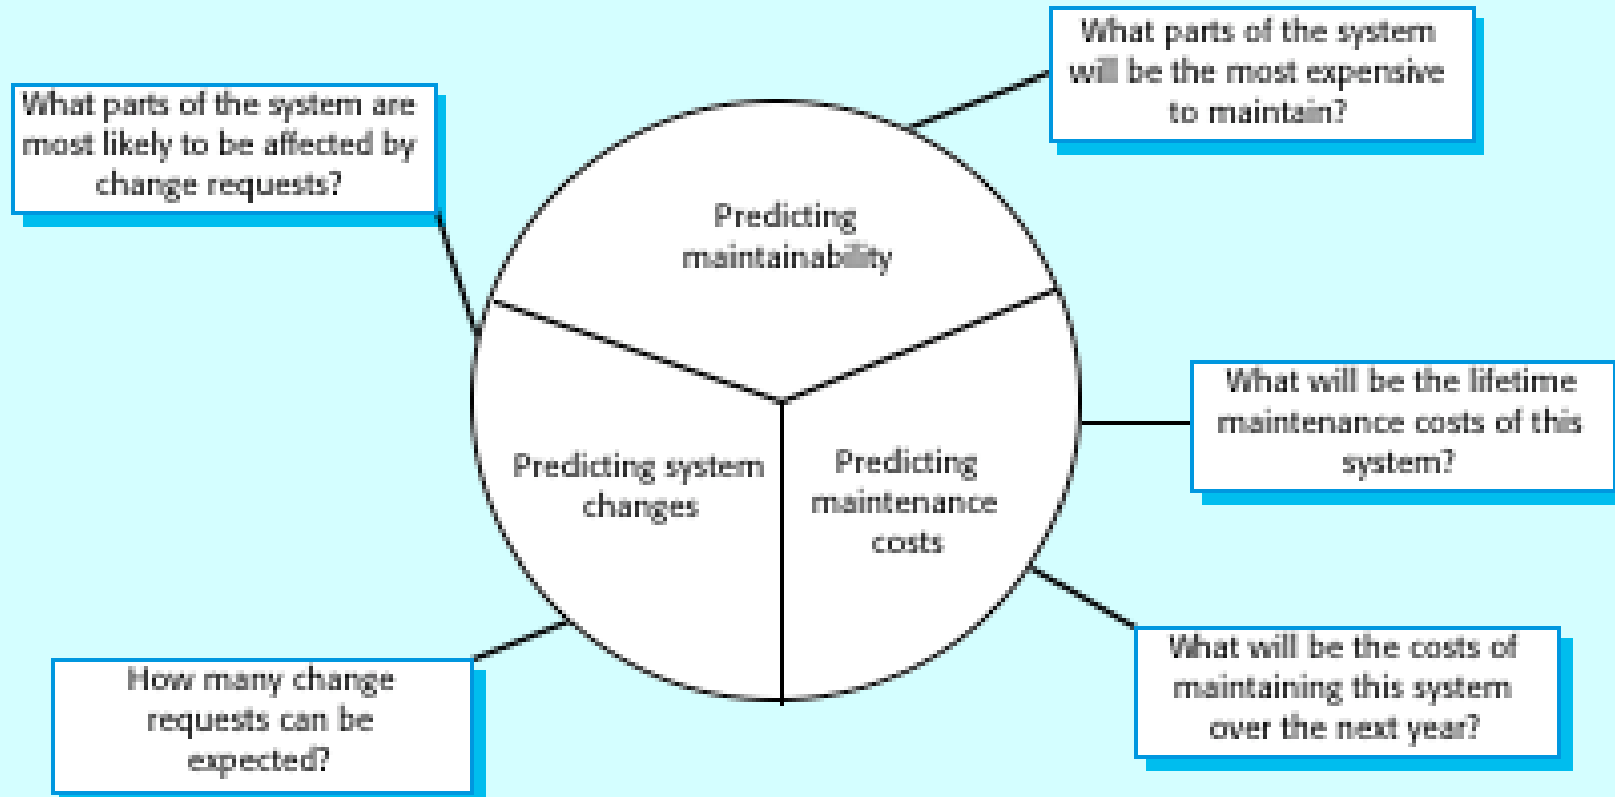 What parts of the system
will be the most expensive
to maintain?
What parts of the system are
most likely to be affected by
change requests?
Predicting
maintainability
What will be the lifetime
maintenance costs of this
system?
Predicting system
changes
Predicting
maintenance
costs
What will be the costs of
maintaining this system
over the next year?
How many change
requests can be
expected?